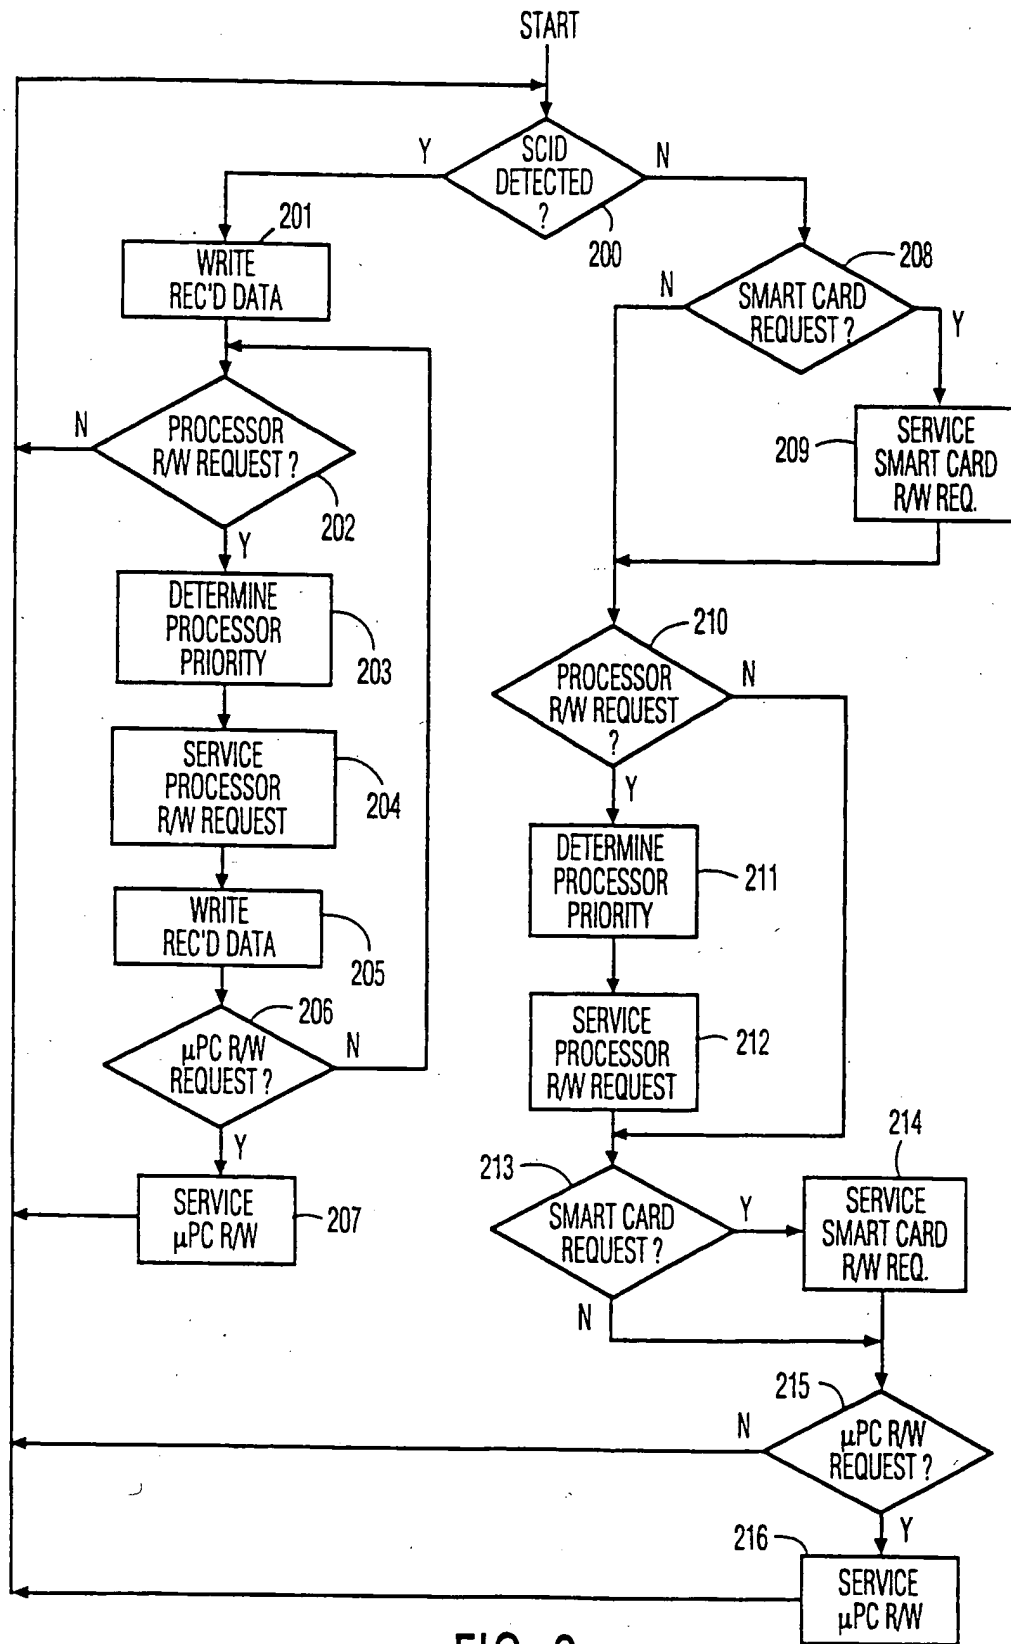 START
SCID
DETECTED
?
200
Y
N
201
WRITE
REC'D DATA
PROCESSOR
R/W REQUEST ?
202
N
Y
DETERMINE
PROCESSOR
PRIORITY
203
SERVICE
PROCESSOR
R/W REQUEST
204
WRITE
REC'D DATA
205
206
µPC R/W
REQUEST ?
N
Y
SERVICE
µPC R/W
207
208
SMART CARD
REQUEST ?
N
Y
209
SERVICE
SMART CARD
R/W REQ.
210
PROCESSOR
R/W REQUEST
?
N
Y
DETERMINE
PROCESSOR
PRIORITY
211
SERVICE
PROCESSOR
R/W REQUEST
212
213
SMART CARD
REQUEST ?
Y
N
214
SERVICE
SMART CARD
R/W REQ.
215
µPC R/W
REQUEST ?
N
Y
216
SERVICE
µPC R/W